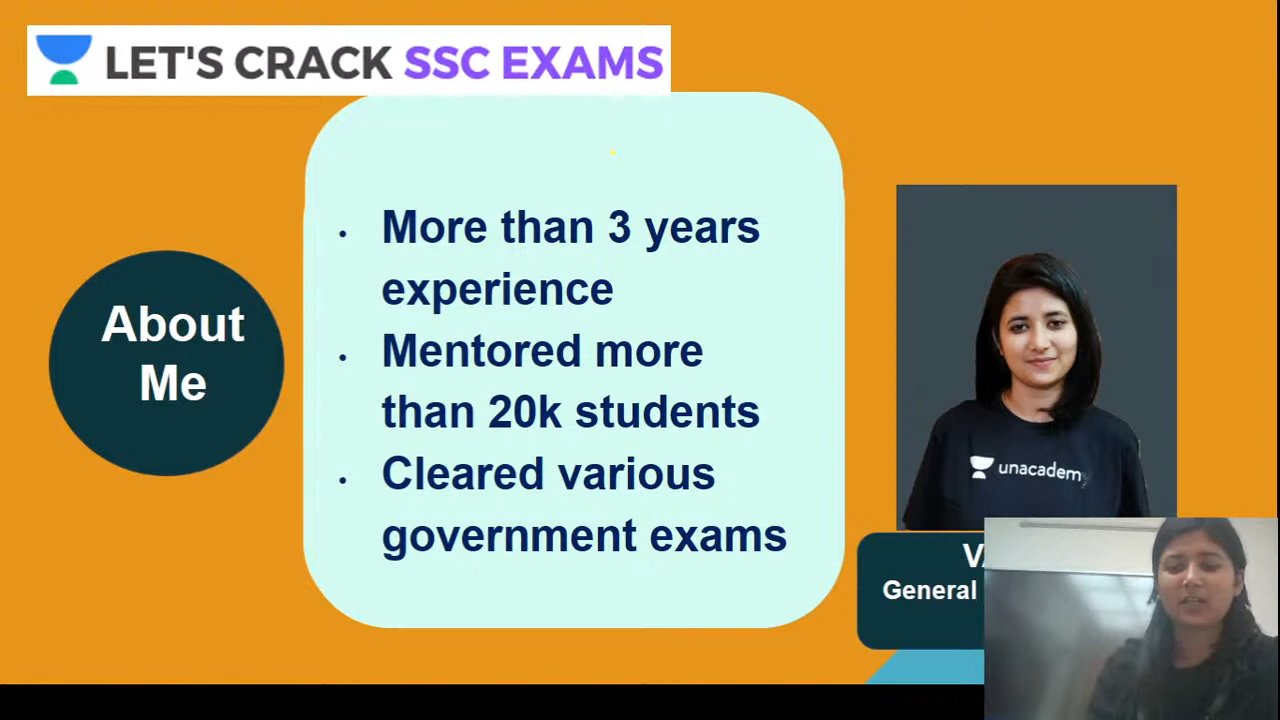 LET'S CRACK SSC EXAMS
About
Me
• More than 3 years
experience
• Mentored more
than 20k students
• Cleared various
government exams
unacademy
General